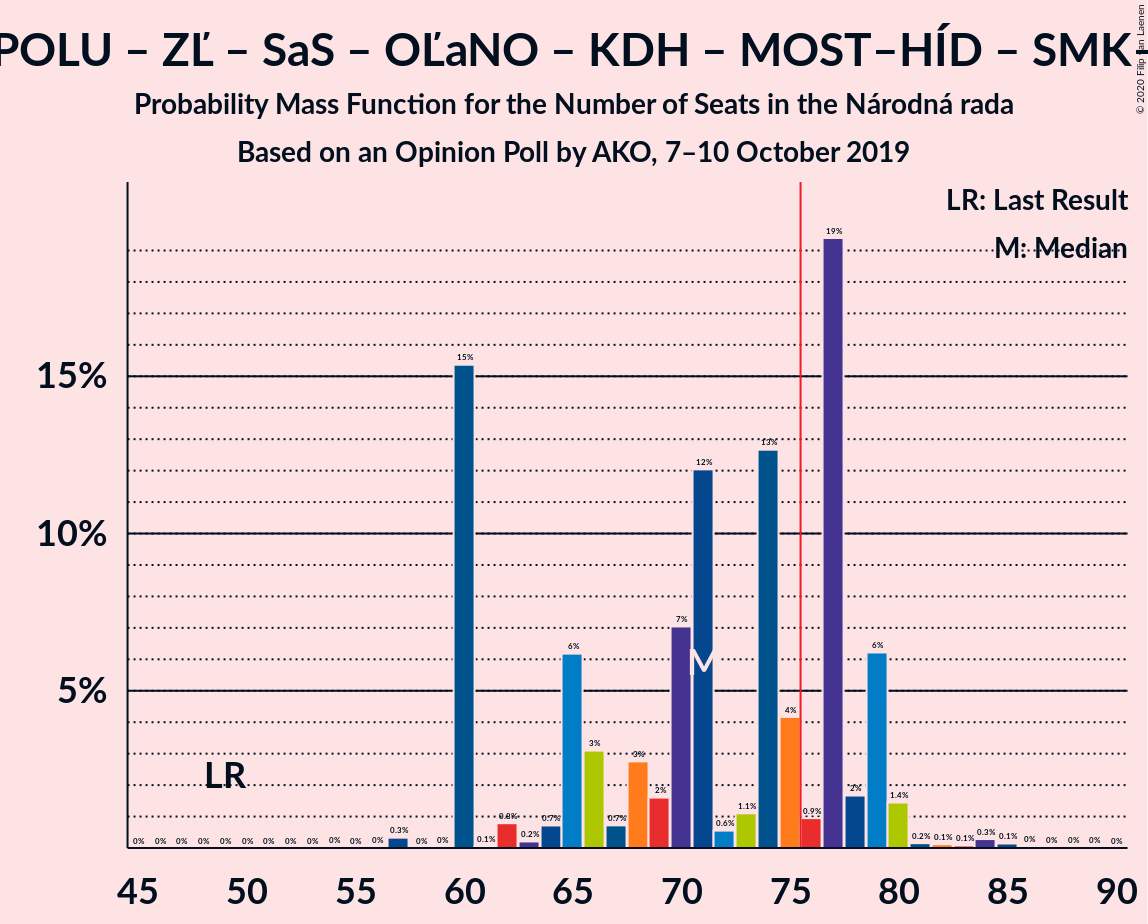 POLU – ZĽ – SaS – OĽaNO – KDH – MOST–HÍD – SMK–
© 2020 Filip van Laenen
Probability Mass Function for the Number of Seats in the Národná rada
Based on an Opinion Poll by AKO, 7–10 October 2019
LR: Last Result
M: Median
15%
10%
5%
LR
M
0% 0% 0% 0% 0% 0% 0% 0% 0% 0% 0% 0% 0.3% 0% 0% 15% 0.1% 0.8% 0.2% 0.7% 6% 3% 0.7% 3% 2% 7% 12% 0.6% 1.1% 13% 4% 0.9% 19% 2% 6% 1.4% 0.2% 0.1% 0.1% 0.3% 0.1% 0% 0% 0% 0% 0%
45 50 55 60 65 70 75 80 85 90